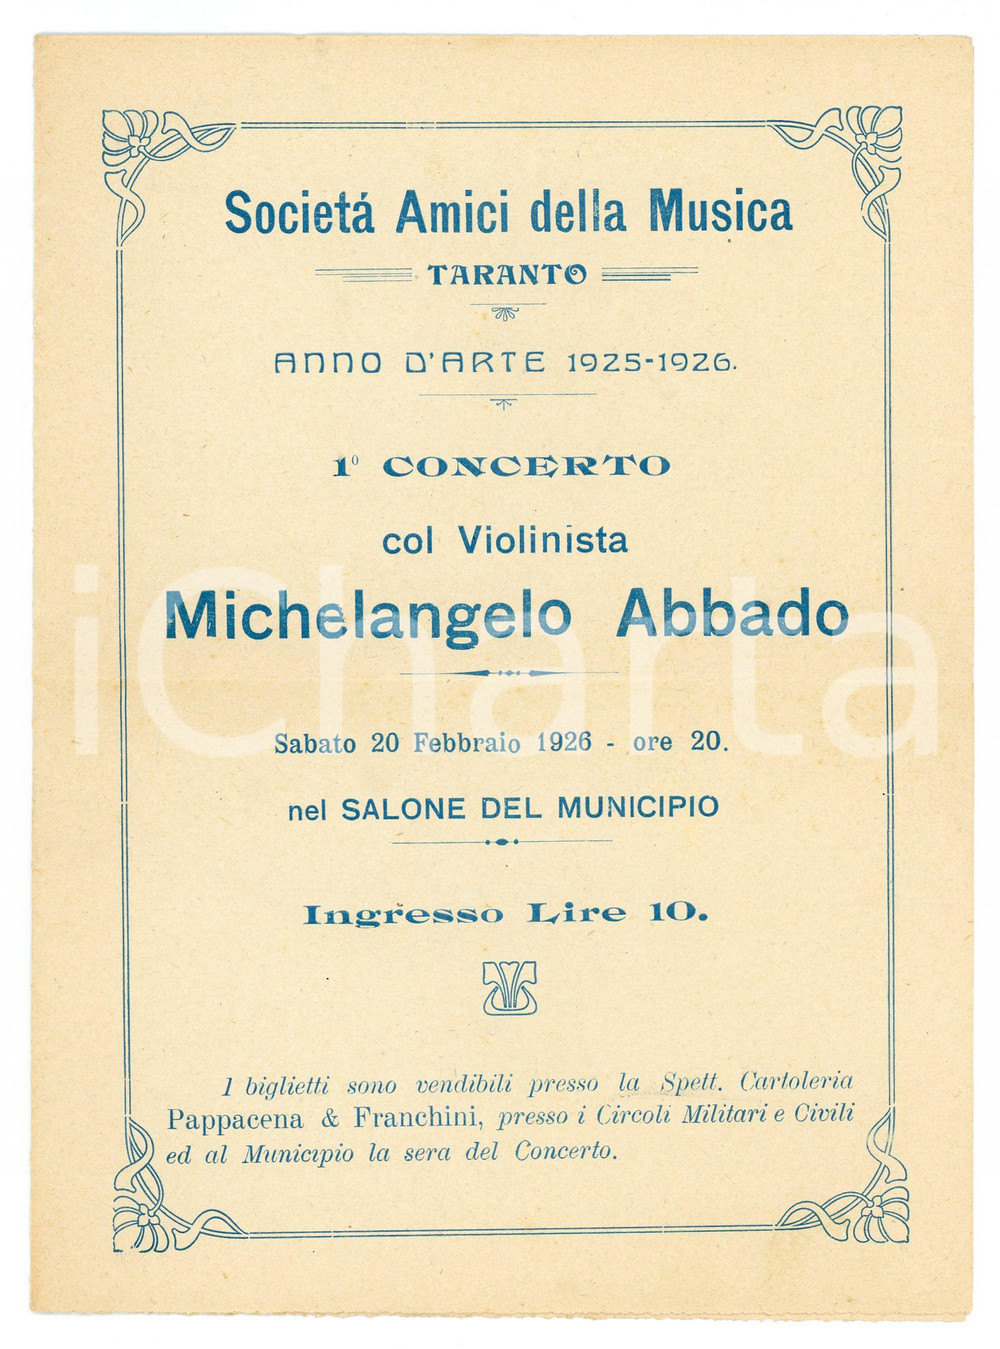 Societá Amici della Musica
TARANTO
ANNO D'ARTE 1925-1926.
1º CONCERTO
col Violinista
Michelangelo Abbado
Sabato 20 Febbraio 1926 - ore 20.
nel SALONE DEL MUNICIPIO
Ingresso Lire 10.
I biglietti sono vendibili presso la Spett. Cartoleria
Pappacena & Franchini, presso i Circoli Militari e Civili
ed al Municipio la sera del Concerto.
iCharta